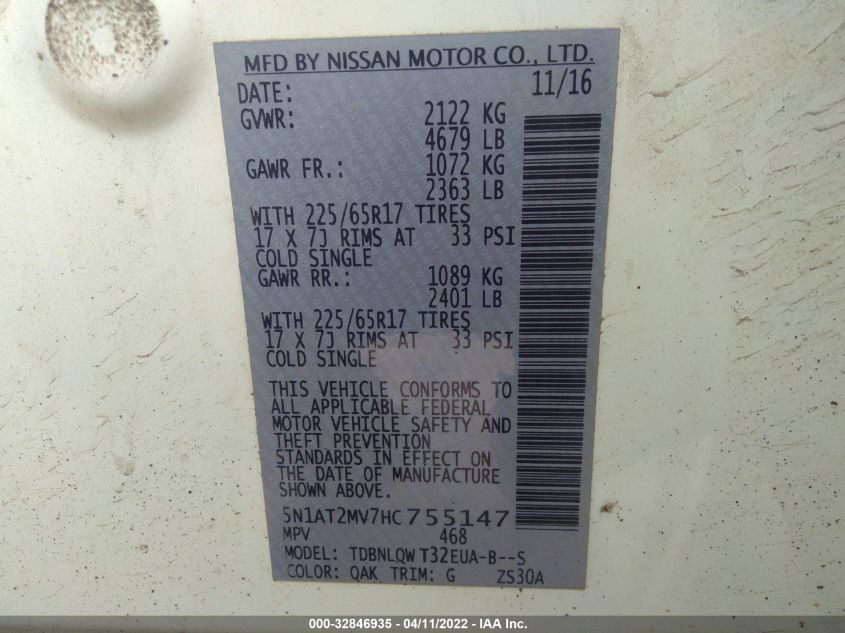 MFD BY NISSAN MOTOR CO., LTD.
DATE: 11/16
GVWR: 2122 KG
4679 LB
GAWR FR.: 1072 KG
2363 LB
WITH 225/65R17 TIRES
17 X 7J RIMS AT 33 PSI
COLD SINGLE
GAWR RR.: 1089 KG
2401 LB
WITH 225/65R17 TIRES
17 X 7J RIMS AT 33 PSI
COLD SINGLE
THIS VEHICLE CONFORMS TO
ALL APPLICABLE FEDERAL
MOTOR VEHICLE SAFETY AND
THEFT PREVENTION
STANDARDS IN EFFECT ON
THE DATE OF MANUFACTURE
SHOWN ABOVE.
5N1AT2MV7HC755147
MPV 468
MODEL: TDBNLQW T32EUA-B--S
COLOR: QAK TRIM: G ZS30A
000-32846935 - 04/11/2022 - IAA Inc.